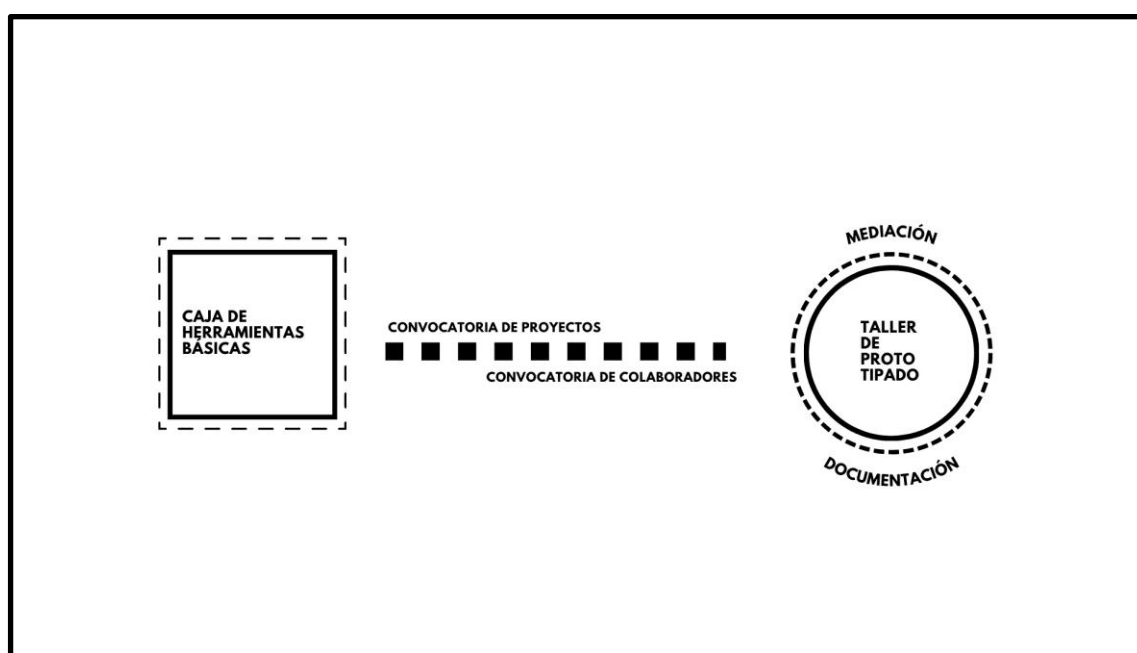 CAJA DE
HERRAMIENTAS
BÁSICAS
CONVOCATORIA DE PROYECTOS
CONVOCATORIA DE COLABORADORES
MEDIACIÓN
TALLER
DE
PROTO
TIPADO
DOCUMENTACIÓN